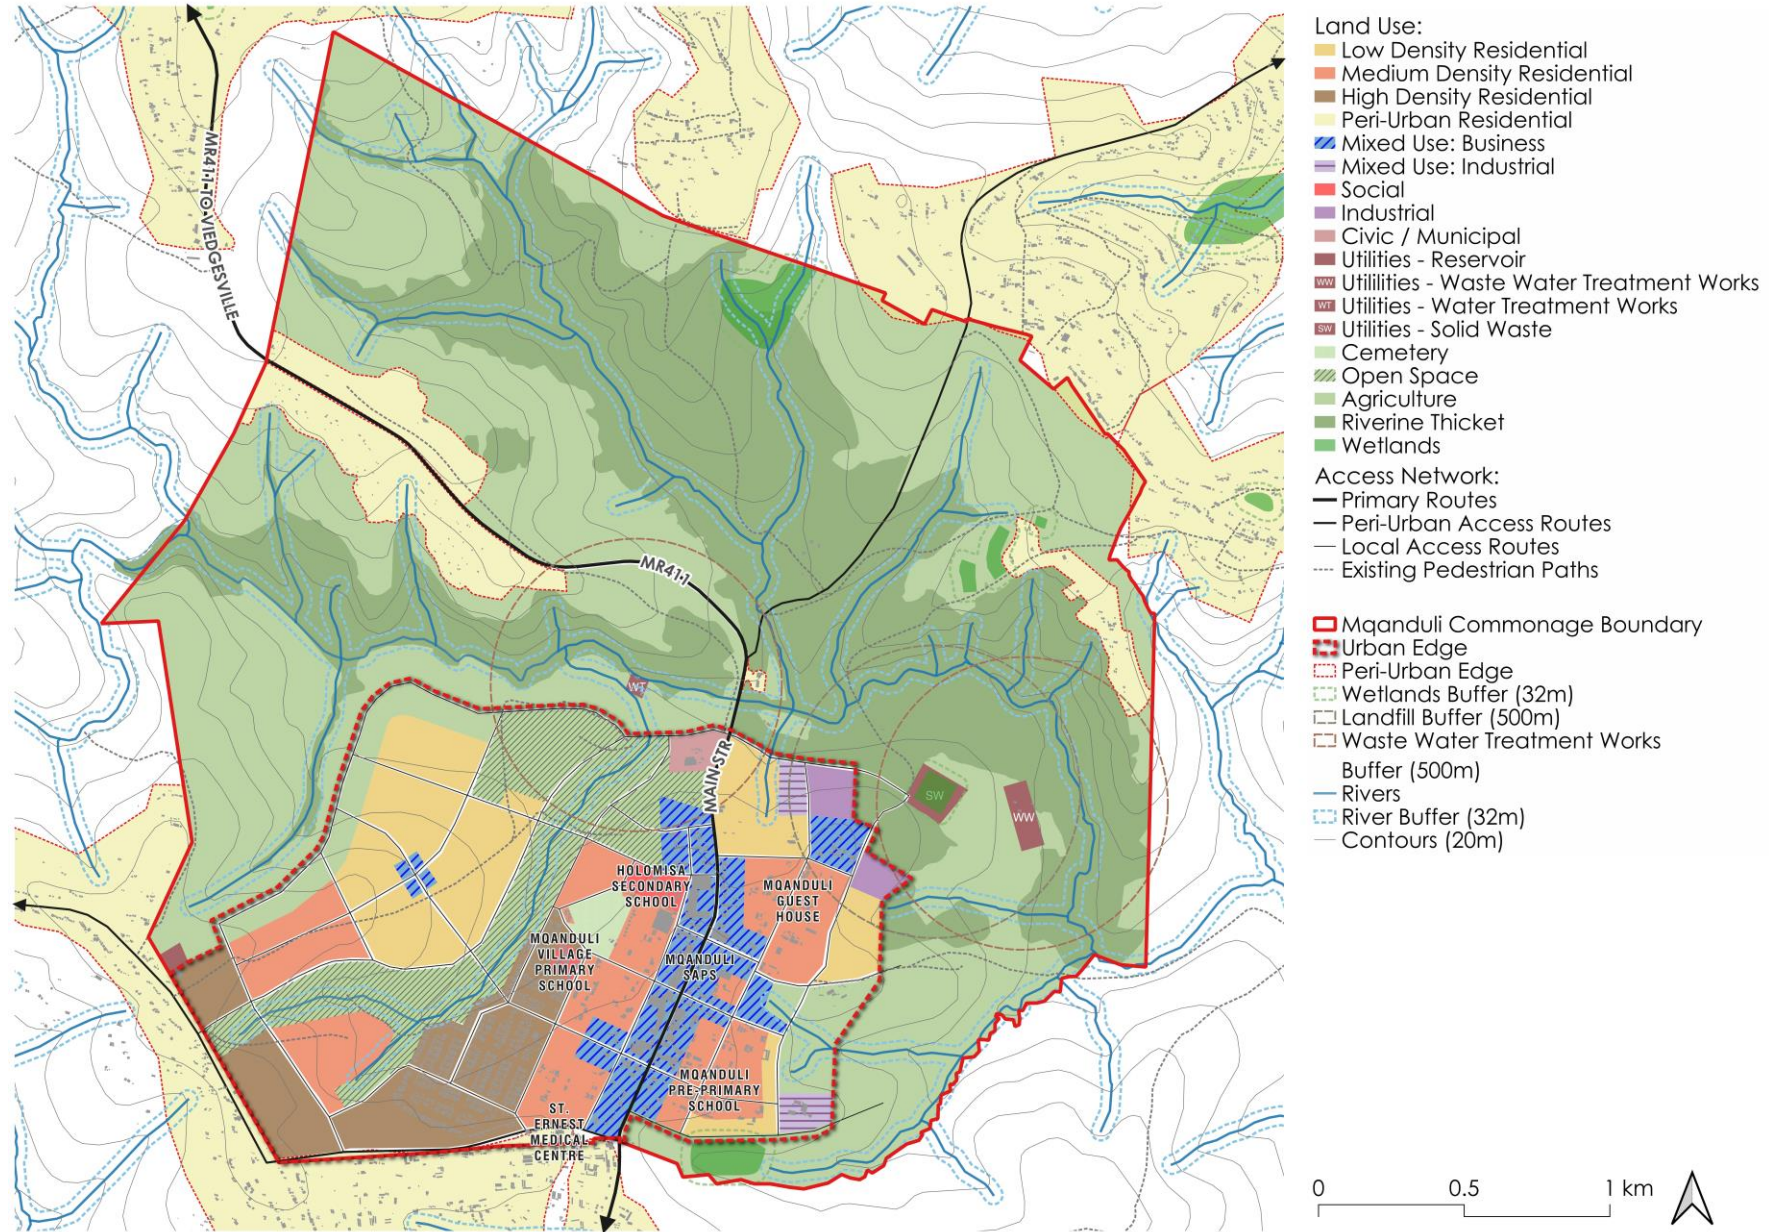 MR411-TO-VIEDGESVILLE
MR411
WT
MAIN-STR
SW
WW
HOLOMISA
SECONDARY
SCHOOL
MQANDULI
GUEST
HOUSE
MQANDULI
VILLAGE
PRIMARY
SCHOOL
MQANDULI
SAPS
MQANDULI
PRE-PRIMARY
SCHOOL
ST.
ERNEST
MEDICAL
CENTRE
Land Use:
Low Density Residential
Medium Density Residential
High Density Residential
Peri-Urban Residential
Mixed Use: Business
Mixed Use: Industrial
Social
Industrial
Civic / Municipal
Utilities - Reservoir
WW Utililities - Waste Water Treatment Works
WT Utilities - Water Treatment Works
SW Utilities - Solid Waste
Cemetery
Open Space
Agriculture
Riverine Thicket
Wetlands
Access Network:
Primary Routes
Peri-Urban Access Routes
Local Access Routes
Existing Pedestrian Paths
Mqanduli Commonage Boundary
Urban Edge
Peri-Urban Edge
Wetlands Buffer (32m)
Landfill Buffer (500m)
Waste Water Treatment Works
Buffer (500m)
Rivers
River Buffer (32m)
Contours (20m)
0 0.5 1 km